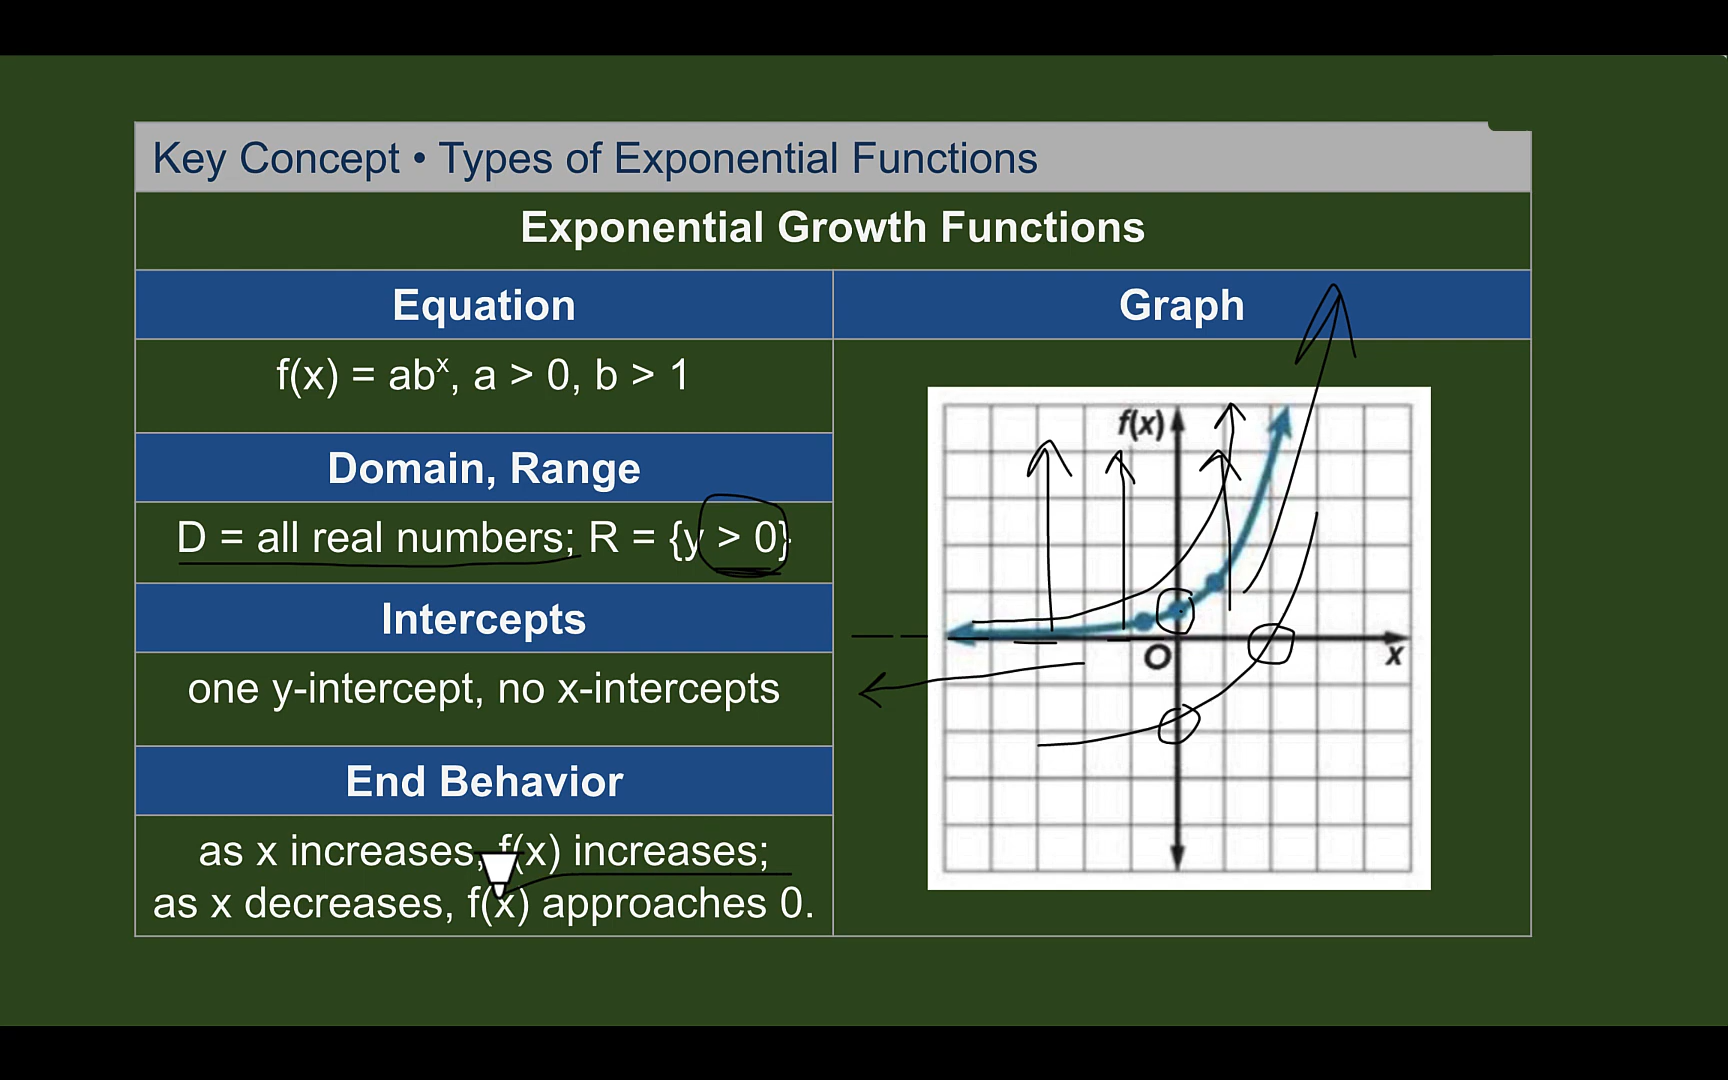 Key Concept • Types of Exponential Functions
Exponential Growth Functions
Equation
f(x) = abˣ, a > 0, b > 1
Domain, Range
D = all real numbers; R = {y > 0}
Intercepts
one y-intercept, no x-intercepts
End Behavior
as x increases, f(x) increases;
as x decreases, f(x) approaches 0.
Graph
f(x)
O
x